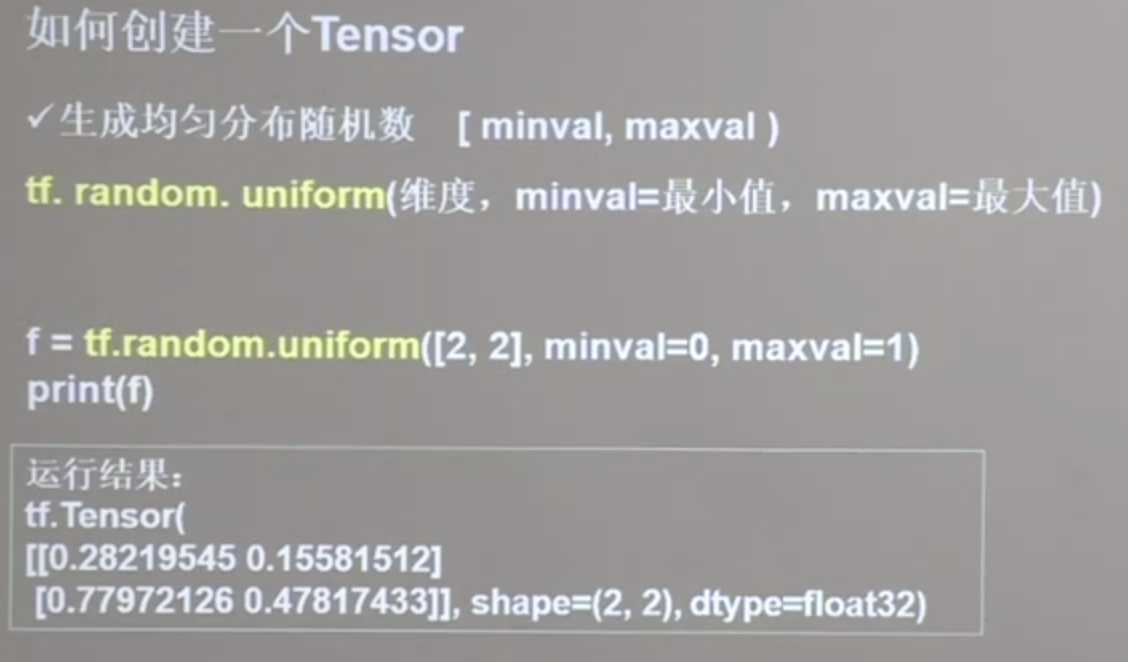 如何创建一个Tensor
✓生成均匀分布随机数 [ minval, maxval )
tf. random. uniform(维度，minval=最小值，maxval=最大值)
f = tf.random.uniform([2, 2], minval=0, maxval=1)
print(f)
运行结果：
tf.Tensor(
[[0.28219545 0.15581512]
[0.77972126 0.47817433]], shape=(2, 2), dtype=float32)